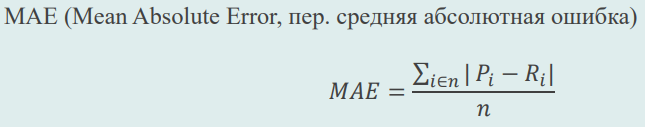 MAE (Mean Absolute Error, пер. средняя абсолютная ошибка)
MAE = ∑i∈n | Pi − Ri| / n